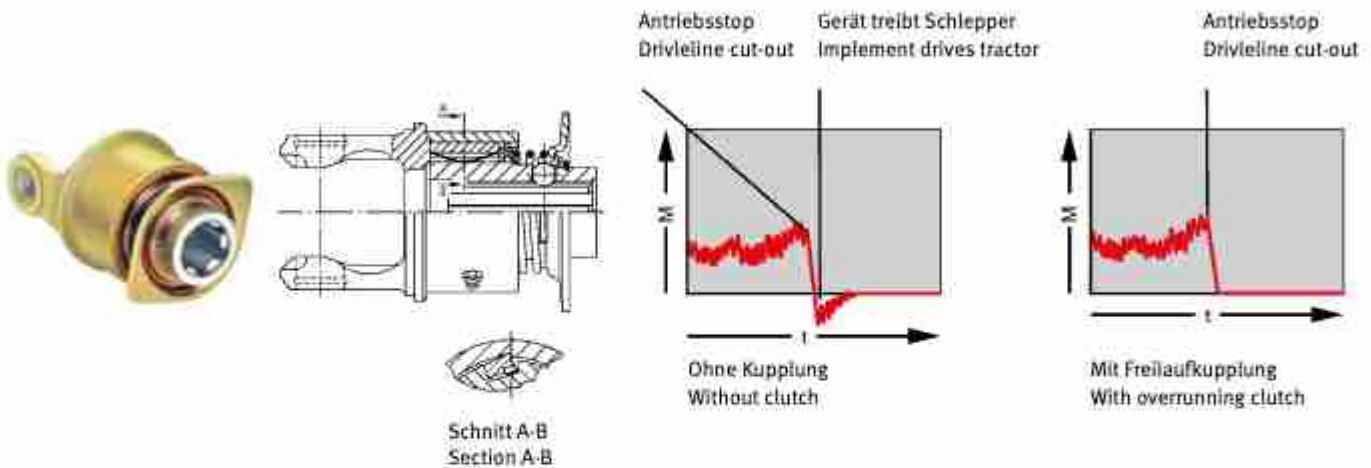 Antriebsstop
Drivleline cut-out
Gerät treibt Schlepper
Implement drives tractor
Antriebsstop
Drivleline cut-out
M
t
M
t
Ohne Kupplung
Without clutch
Mit Freilaufkupplung
With overrunning clutch
Schnitt A-B
Section A-B